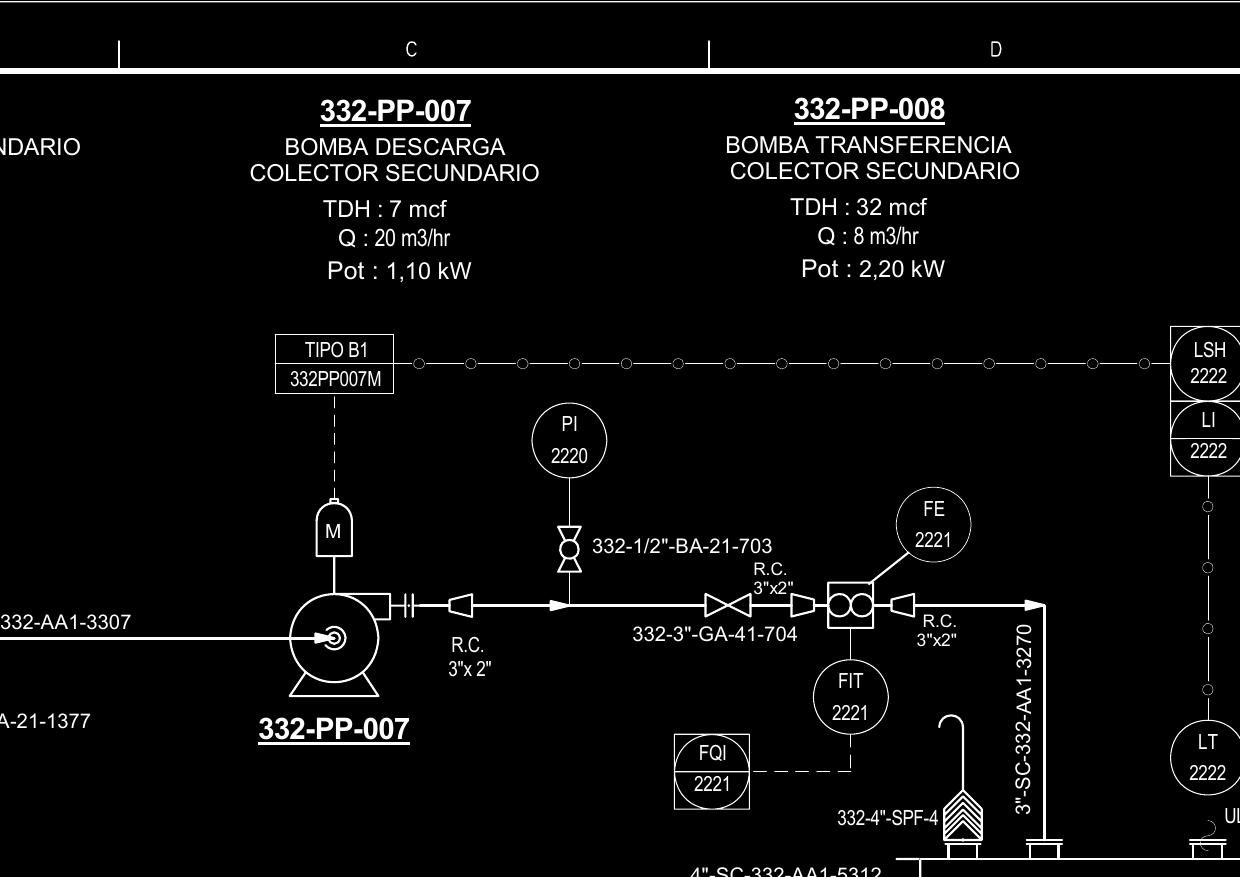 C
D
332-PP-007
BOMBA DESCARGA
COLECTOR SECUNDARIO
TDH : 7 mcf
Q : 20 m3/hr
Pot : 1,10 kW
332-PP-008
BOMBA TRANSFERENCIA
COLECTOR SECUNDARIO
TDH : 32 mcf
Q : 8 m3/hr
Pot : 2,20 kW
NDARIO
TIPO B1
332PP007M
LSH
2222
LI
2222
PI
2220
FE
2221
M
332-1/2"-BA-21-703
R.C.
3"x2"
332-AA1-3307
332-3"-GA-41-704
R.C.
3"x 2"
R.C.
3"x2"
FIT
2221
3"-SC-332-AA1-3270
A-21-1377
332-PP-007
FQI
2221
LT
2222
332-4"-SPF-4
UL
4"-SC-332-AA1-5312